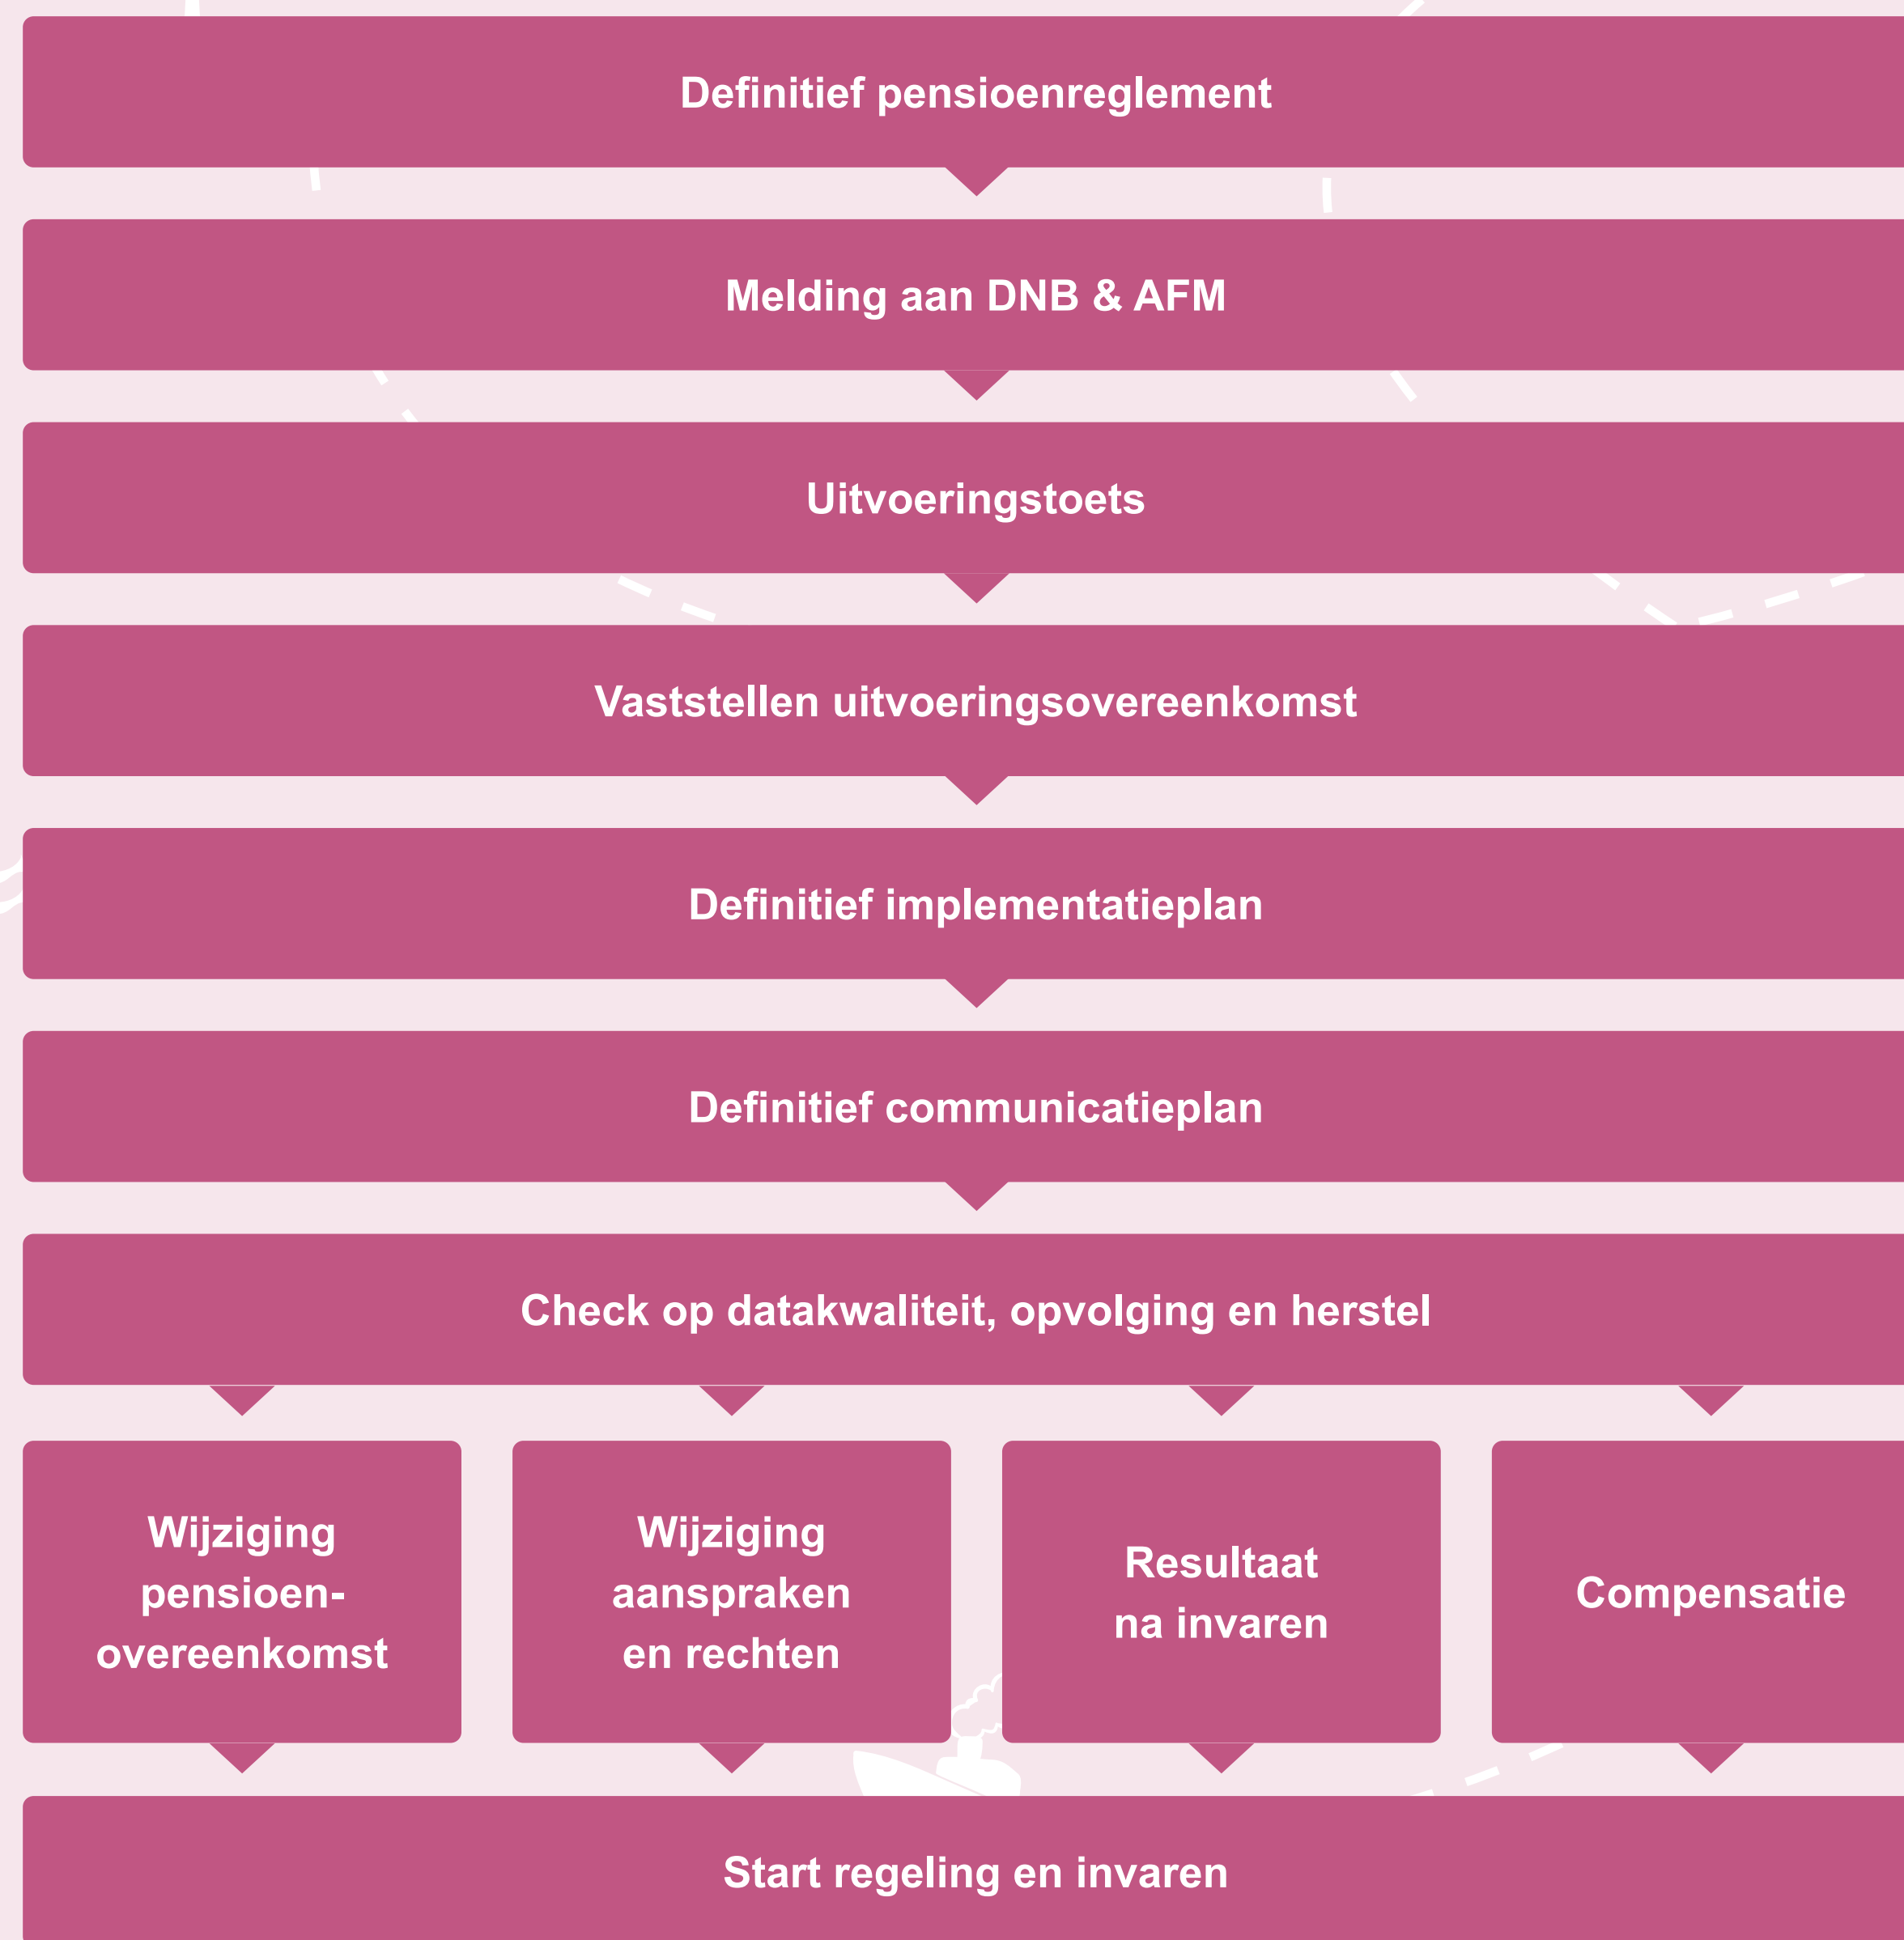 Definitief pensioenreglement
Melding aan DNB & AFM
Uitvoeringstoets
Vaststellen uitvoeringsovereenkomst
Definitief implementatieplan
Definitief communicatieplan
Check op datakwaliteit, opvolging en herstel
Wijziging
pensioen-
overeenkomst
Wijziging
aanspraken
en rechten
Resultaat
na invaren
Compensatie
Start regeling en invaren